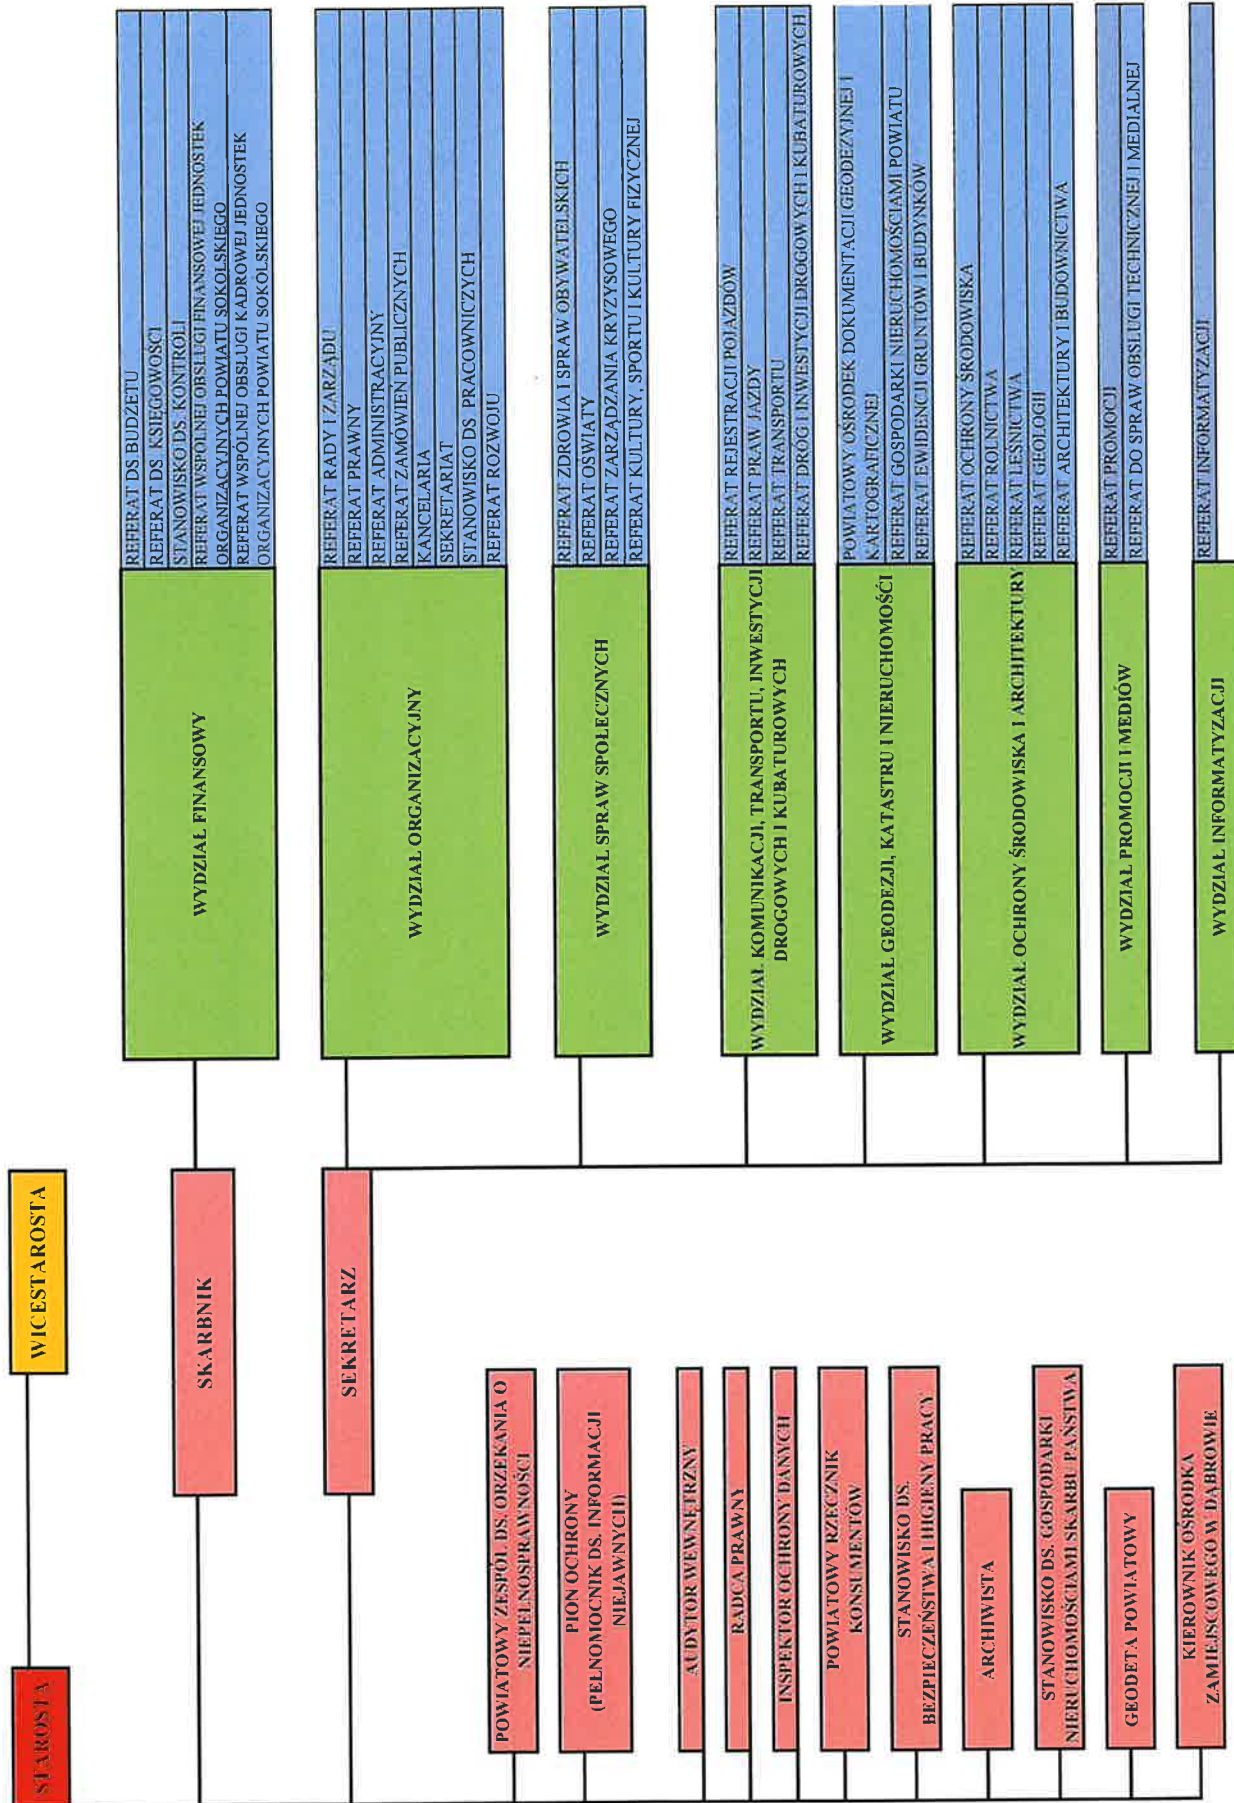 STAROSTA
WICESTAROSTA
SKARBNIK
WYDZIAŁ FINANSOWY
REFERAT DS BUDŻETU
REFERAT DS. KSIĘGOWOŚCI
STANOWISKO DS. KONTROLI
REFERAT WSPÓLNEJ OBSŁUGI FINANSOWEJ JEDNOSTEK
ORGANIZACYJNYCH POWIATU SOKÓLSKIEGO
REFERAT WSPÓLNEJ OBSŁUGI KADROWEJ JEDNOSTEK
ORGANIZACYJNYCH POWIATU SOKÓLSKIEGO
SEKRETARZ
WYDZIAŁ ORGANIZACYJNY
REFERAT RADY I ZARZĄDU
REFERAT PRAWNY
REFERAT ADMINISTRACYJNY
REFERAT ZAMÓWIEŃ PUBLICZNYCH
KANCELARIA
SEKRETARIAT
STANOWISKO DS. PRACOWNICZYCH
REFERAT ROZWOJU
WYDZIAŁ SPRAW SPOŁECZNYCH
REFERAT ZDROWIA I SPRAW OBYWATELSKICH
REFERAT OŚWIATY
REFERAT ZARZĄDZANIA KRYZYSOWEGO
REFERAT KULTURY, SPORTU I KULTURY FIZYCZNEJ
WYDZIAŁ KOMUNIKACJI, TRANSPORTU, INWESTYCJI
DROGOWYCH I KUBATUROWYCH
REFERAT REJESTRACJI POJAZDÓW
REFERAT PRAW JAZDY
REFERAT TRANSPORTU
REFERAT DRÓG I INWESTYCJI DROGOWYCH I KUBATUROWYCH
WYDZIAŁ GEODEZJI, KATASTRU I NIERUCHOMOŚCI
POWIATOWY OŚRODEK DOKUMENTACJI GEODEZYJNEJ I
KARTOGRAFICZNEJ
REFERAT GOSPODARKI NIERUCHOMOŚCIAMI POWIATU
REFERAT EWIDENCJI GRUNTÓW I BUDYNKÓW
WYDZIAŁ OCHRONY ŚRODOWISKA I ARCHITEKTURY
REFERAT OCHRONY ŚRODOWISKA
REFERAT ROLNICTWA
REFERAT LEŚNICTWA
REFERAT GEOLOGII
REFERAT ARCHITEKTURY I BUDOWNICTWA
WYDZIAŁ PROMOCJI I MEDIÓW
REFERAT PROMOCJI
REFERAT DO SPRAW OBSŁUGI TECHNICZNEJ I MEDIALNEJ
WYDZIAŁ INFORMATYZACJI
REFERAT INFORMATYZACJI
POWIATOWY ZESPÓŁ DS. ORZEKANIA O
NIEPEŁNOSPRAWNOŚCI
PION OCHRONY
(PEŁNOMOCNIK DS. INFORMACJI
NIEJAWNYCH)
AUDYTOR WEWNĘTRZNY
RADCA PRAWNY
INSPEKTOR OCHRONY DANYCH
POWIATOWY RZECZNIK
KONSUMENTÓW
STANOWISKO DS.
BEZPIECZEŃSTWA I HIGIENY PRACY
ARCHIWISTA
STANOWISKO DS. GOSPODARKI
NIERUCHOMOŚCIAMI SKARBU PAŃSTWA
GEODETA POWIATOWY
KIEROWNIK OŚRODKA
ZAMIEJSCOWEGO W DĄBROWIE